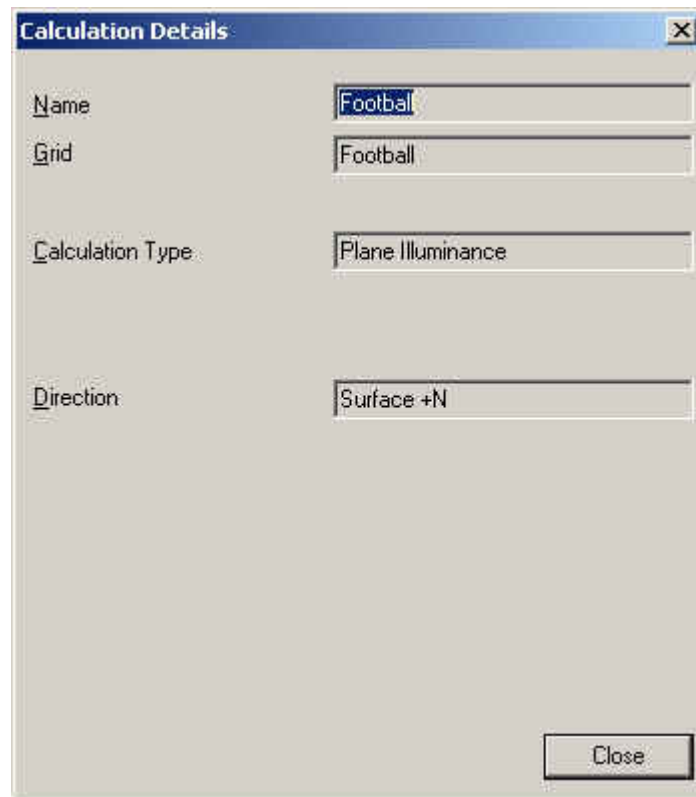 Calculation Details
Name Football
Grid Football
Calculation Type Plane Illuminance
Direction Surface +N
Close